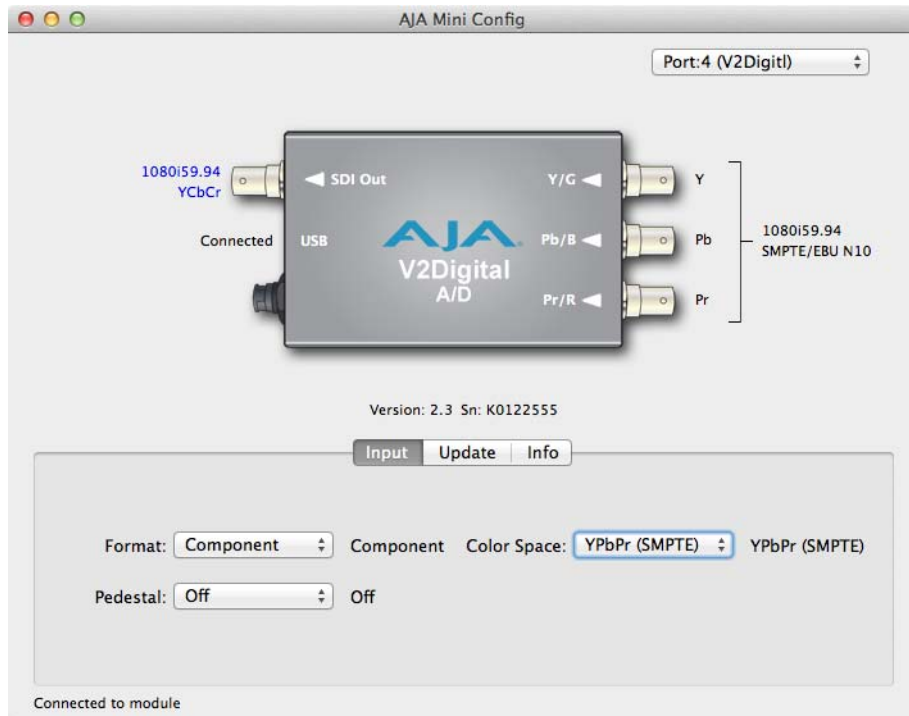 AJA Mini Config
Port:4 (V2Digitl)
1080i59.94
YCbCr
SDI Out
Y/G
Y
Connected
USB
AJA
Pb/B
Pb
1080i59.94
SMPTE/EBU N10
V2Digital
A/D
Pr/R
Pr
Version: 2.3 Sn: K0122555
Input Update Info
Format: Component Component Color Space: YPbPr (SMPTE) YPbPr (SMPTE)
Pedestal: Off Off
Connected to module